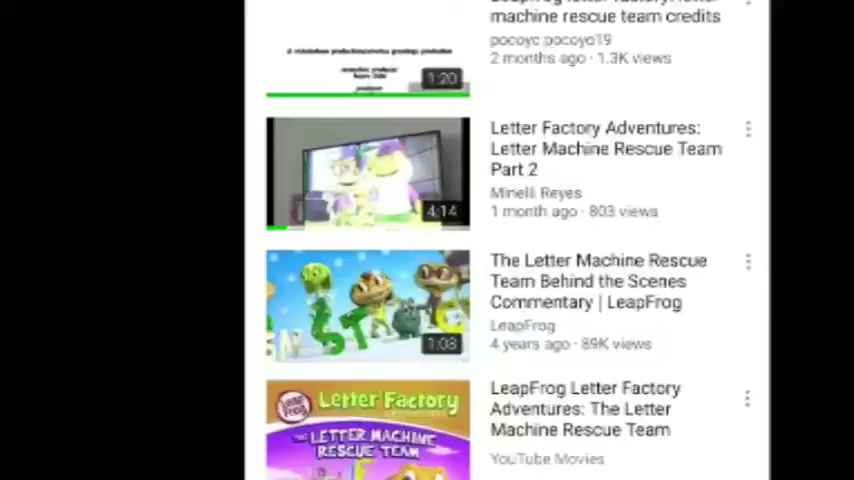 machine rescue team credits
pocoyc pocoyo19
2 months ago · 1.3K views
1:20
Letter Factory Adventures:
Letter Machine Rescue Team
Part 2
Minelli Reyes
1 month ago · 803 views
4:14
The Letter Machine Rescue
Team Behind the Scenes
Commentary | LeapFrog
LeapFrog
4 years ago · 89K views
1:08
ST
LeapFrog Letter Factory
Adventures: The Letter
Machine Rescue Team
YouTube Movies
Leap
Frog
Letter Factory
THE LETTER MACHINE
RESCUE TEAM